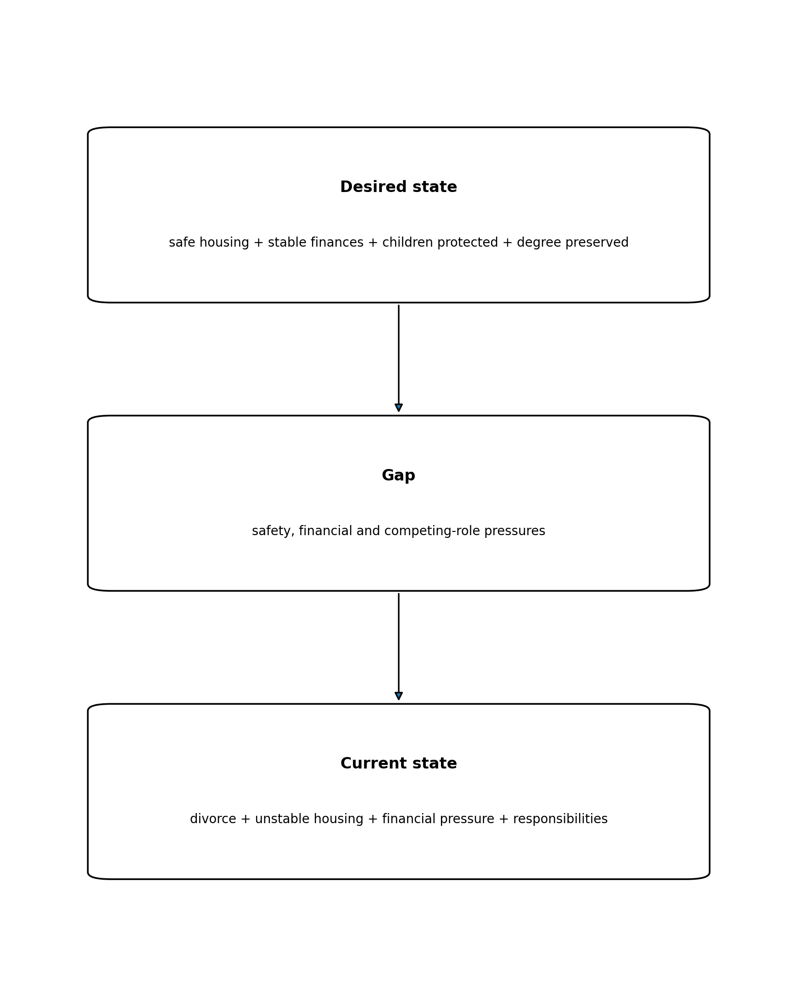 Desired state
safe housing + stable finances + children protected + degree preserved
Gap
safety, financial and competing-role pressures
Current state
divorce + unstable housing + financial pressure + responsibilities